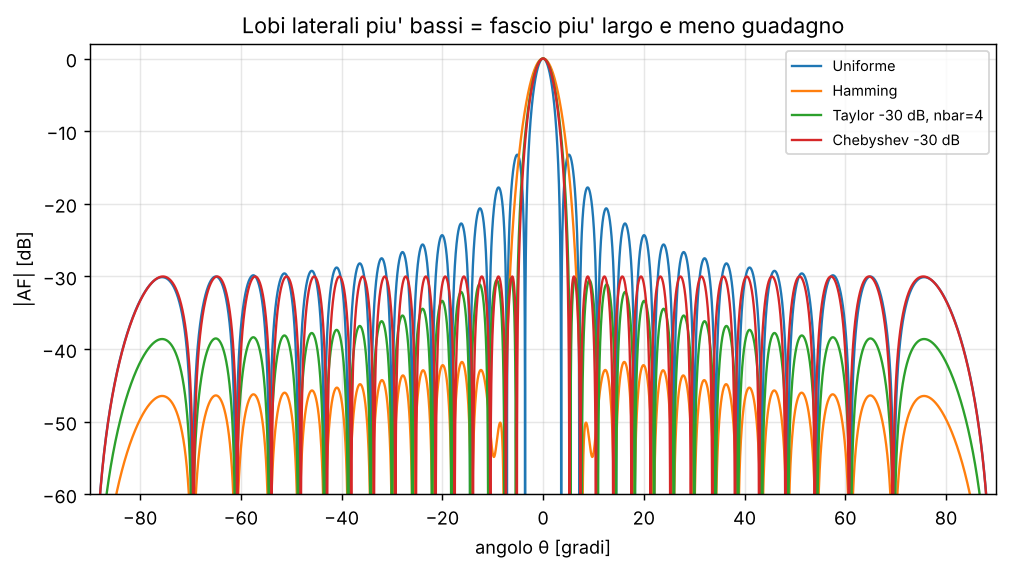 Lobi laterali piu' bassi = fascio piu' largo e meno guadagno
Uniforme
Hamming
Taylor -30 dB, nbar=4
Chebyshev -30 dB
|AF| [dB]
0
−10
−20
−30
−40
−50
−60
−80
−60
−40
−20
0
20
40
60
80
angolo θ [gradi]